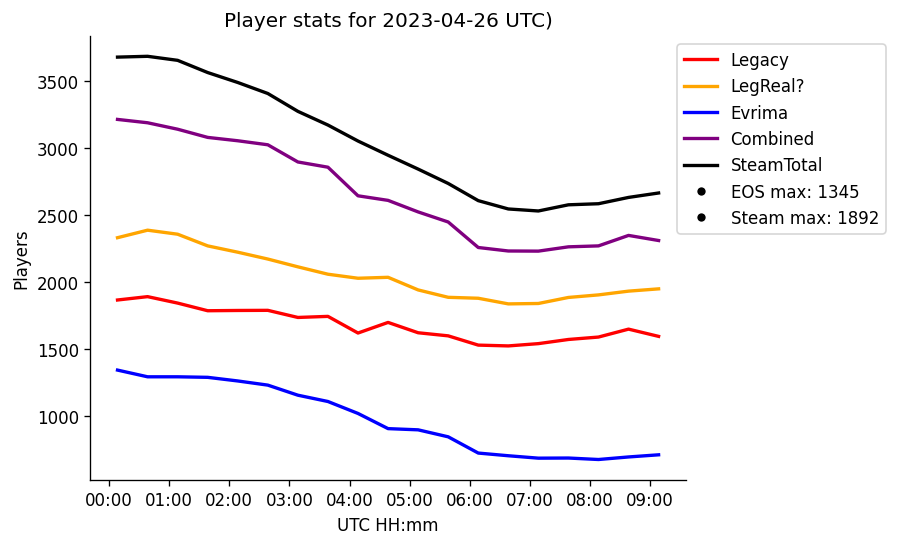 Player stats for 2023-04-26 UTC)
Legacy
LegReal?
Evrima
Combined
SteamTotal
EOS max: 1345
Steam max: 1892
Players
3500
3000
2500
2000
1500
1000
00:00 01:00 02:00 03:00 04:00 05:00 06:00 07:00 08:00 09:00
UTC HH:mm